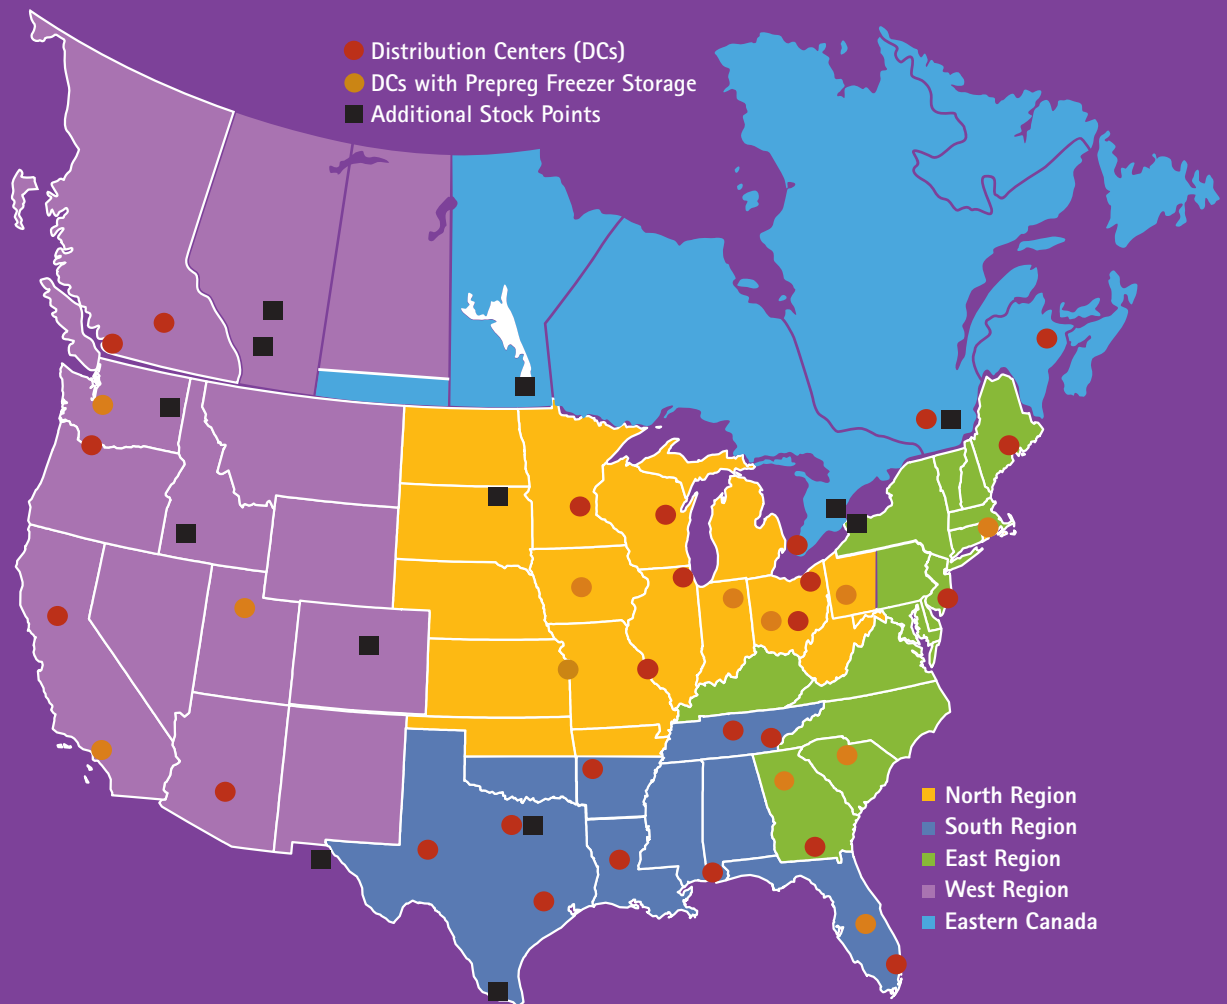 Distribution Centers (DCs)
DCs with Prepreg Freezer Storage
Additional Stock Points
North Region
South Region
East Region
West Region
Eastern Canada